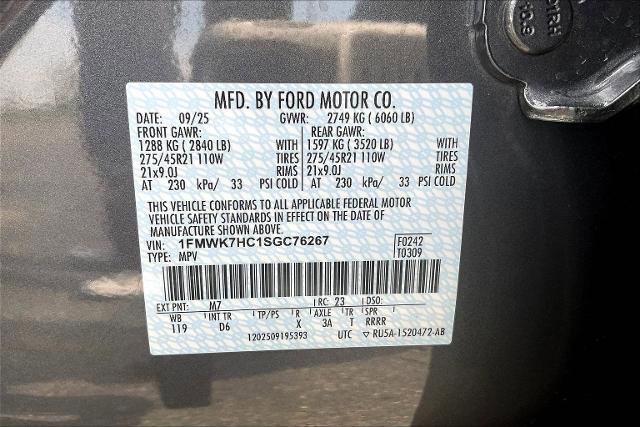 MFD. BY FORD MOTOR CO.
DATE: 09/25 GVWR: 2749 KG ( 6060 LB)
FRONT GAWR: REAR GAWR:
1288 KG ( 2840 LB) WITH 1597 KG ( 3520 LB) WITH
275/45R21 110W TIRES 275/45R21 110W TIRES
21x9.0J RIMS 21x9.0J RIMS
AT 230 kPa/ 33 PSI COLD AT 230 kPa/ 33 PSI COLD
THIS VEHICLE CONFORMS TO ALL APPLICABLE FEDERAL MOTOR
VEHICLE SAFETY STANDARDS IN EFFECT ON THE DATE OF
MANUFACTURE SHOWN ABOVE.
VIN: 1FMWK7HC1SGC76267 F0242
TYPE: MPV T0309
EXT PNT: M7 RC: 23 DSO:
WB INT TR TP/PS R AXLE TR SPR
119 D6 X 3A T RRRR
1202509195393 UTC ▽ RU5A-1520472-AB